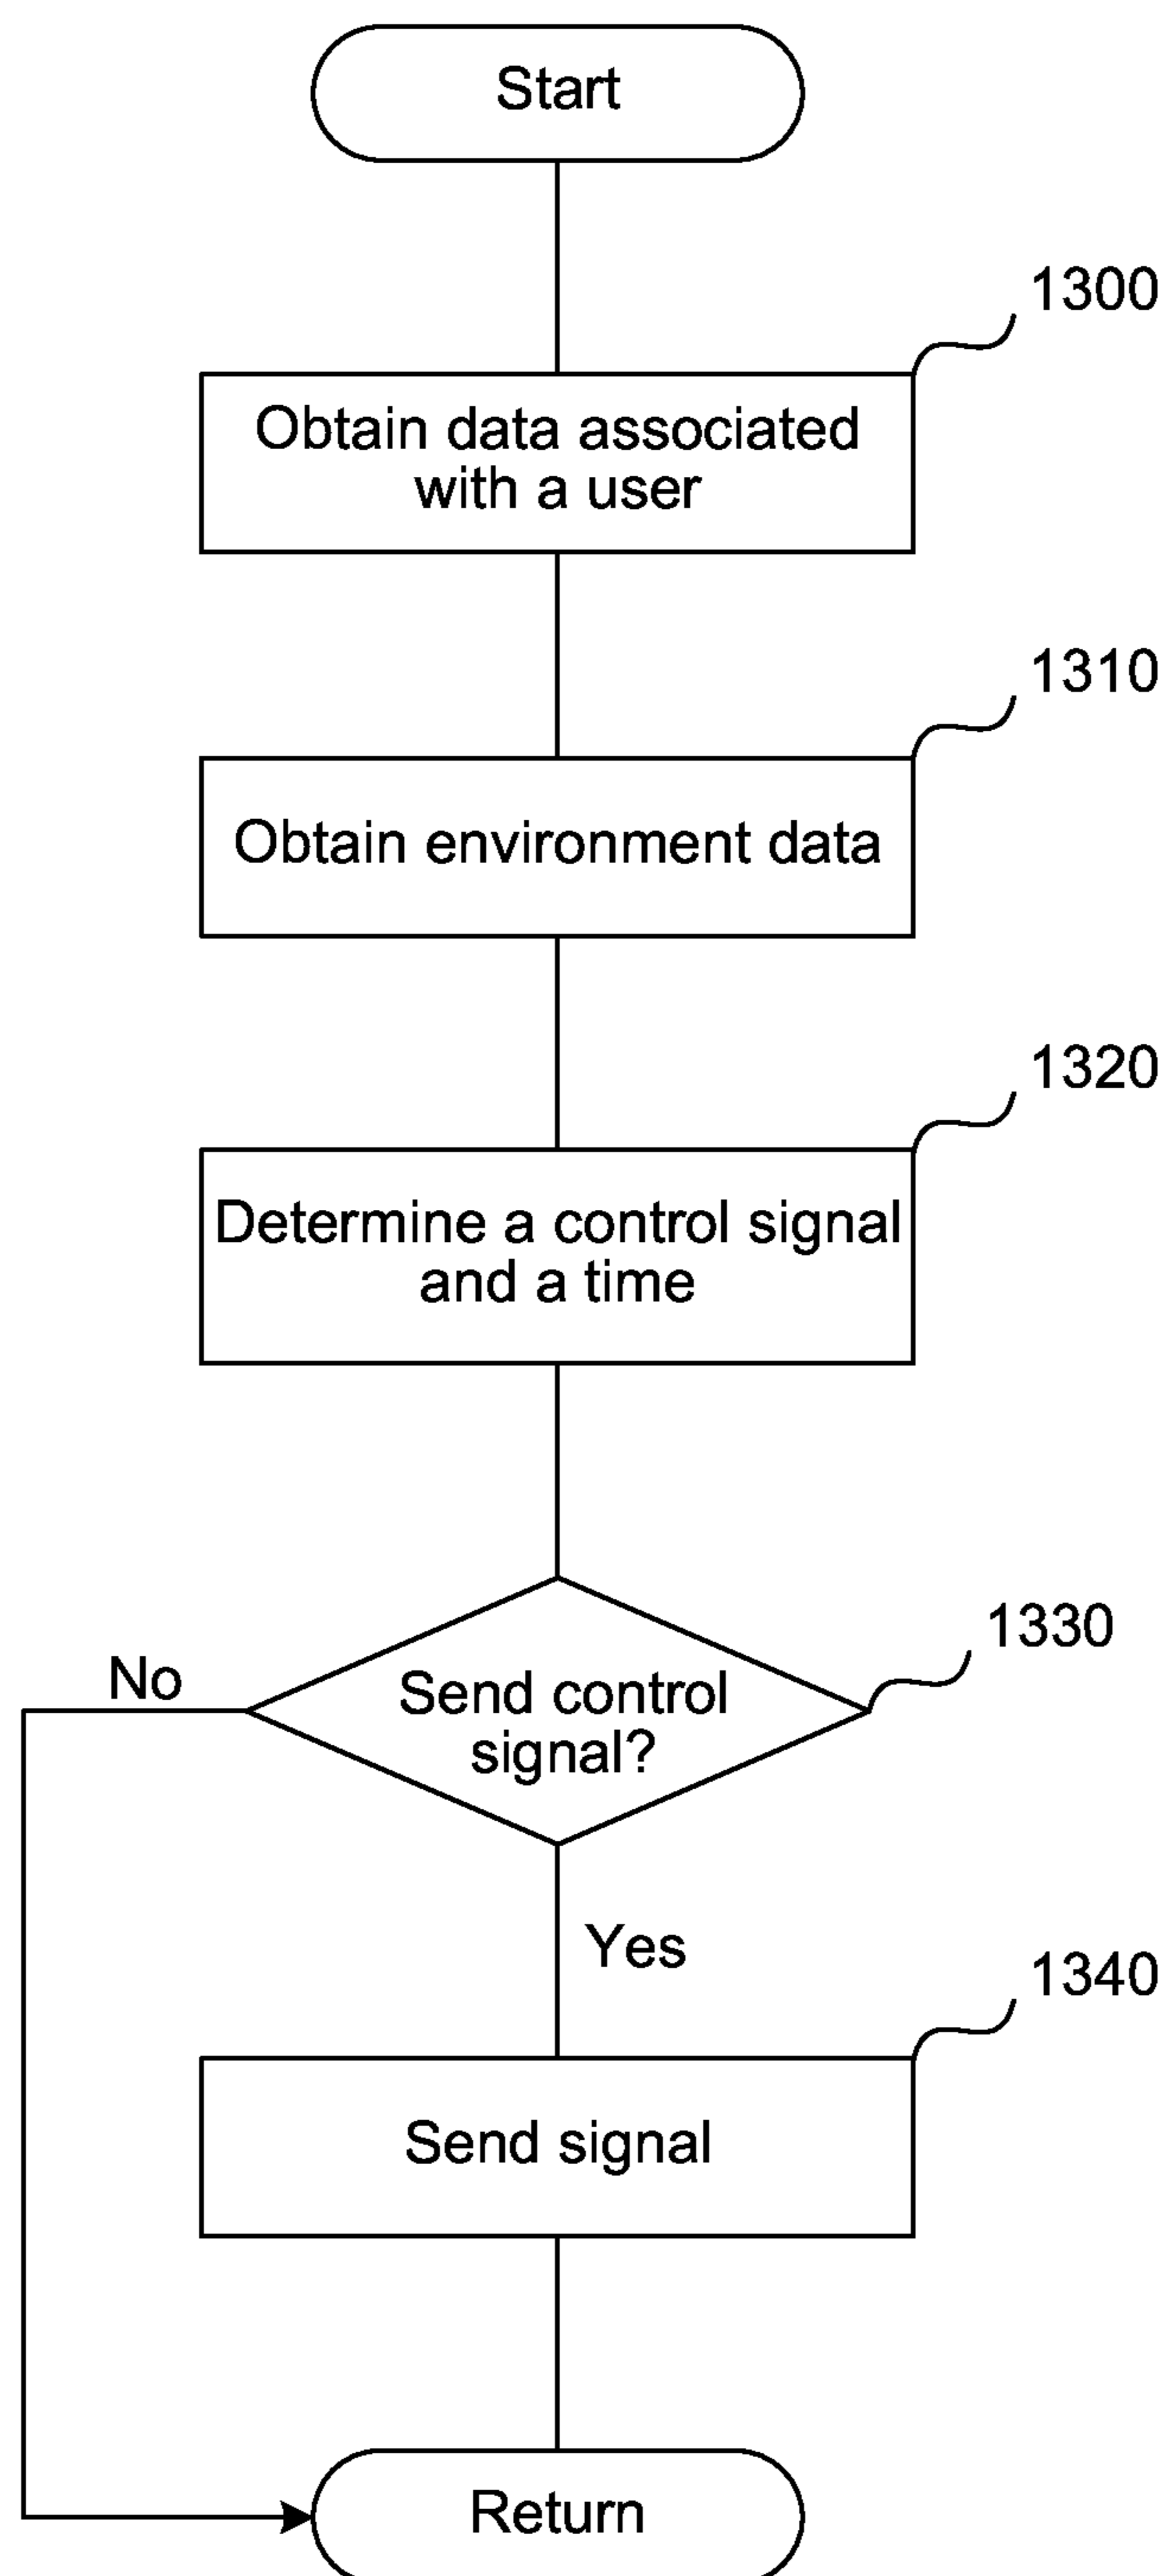 Start
1300
Obtain data associated
with a user
1310
Obtain environment data
1320
Determine a control signal
and a time
1330
No
Send control
signal?
Yes
1340
Send signal
Return